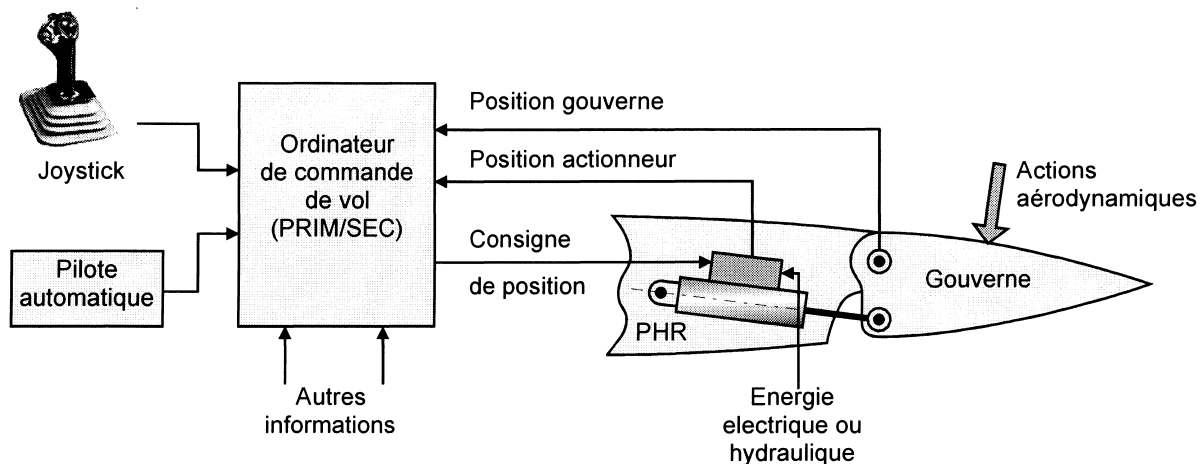 Joystick
Pilote
automatique
Ordinateur
de commande
de vol
(PRIM/SEC)
Autres
informations
Position gouverne
Position actionneur
Consigne
de position
PHR
Gouverne
Actions
aérodynamiques
Energie
electrique ou
hydraulique